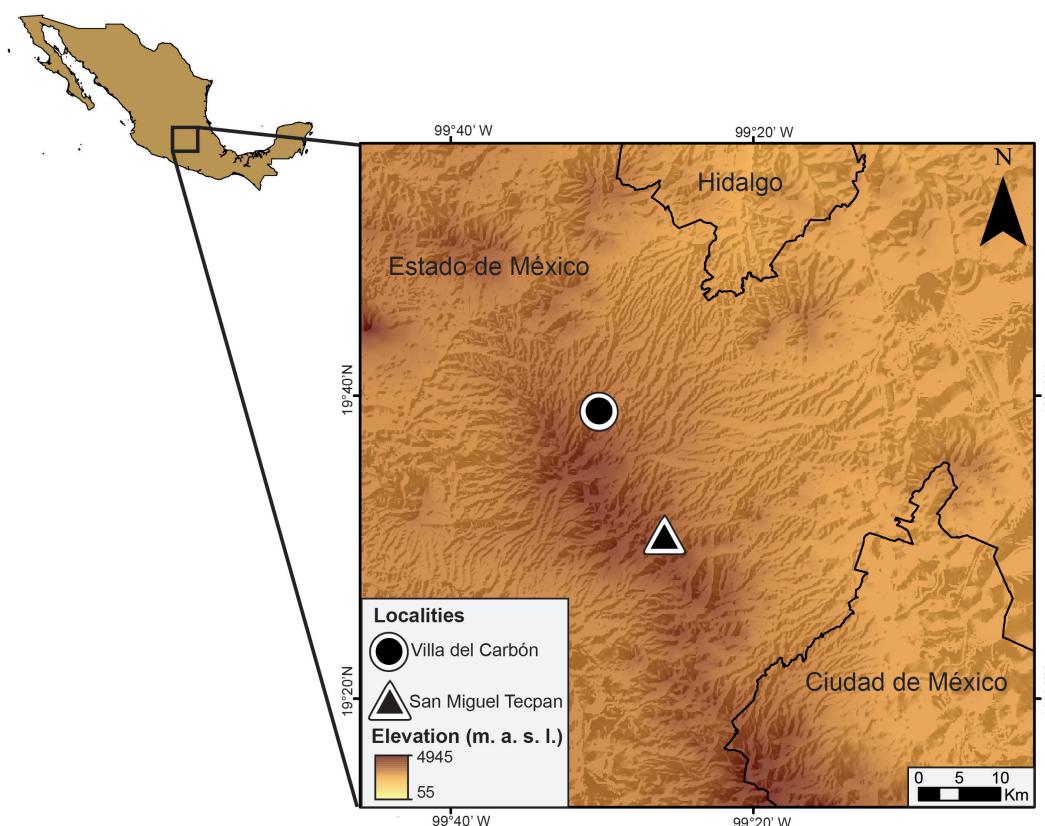 99°40' W
99°20' W
N
Hidalgo
Estado de México
19°40'N
Localities
Villa del Carbón
San Miguel Tecpan
Elevation (m. a. s. l.)
4945
55
19°20'N
Ciudad de México
0 5 10
Km
99°40' W
99°20' W